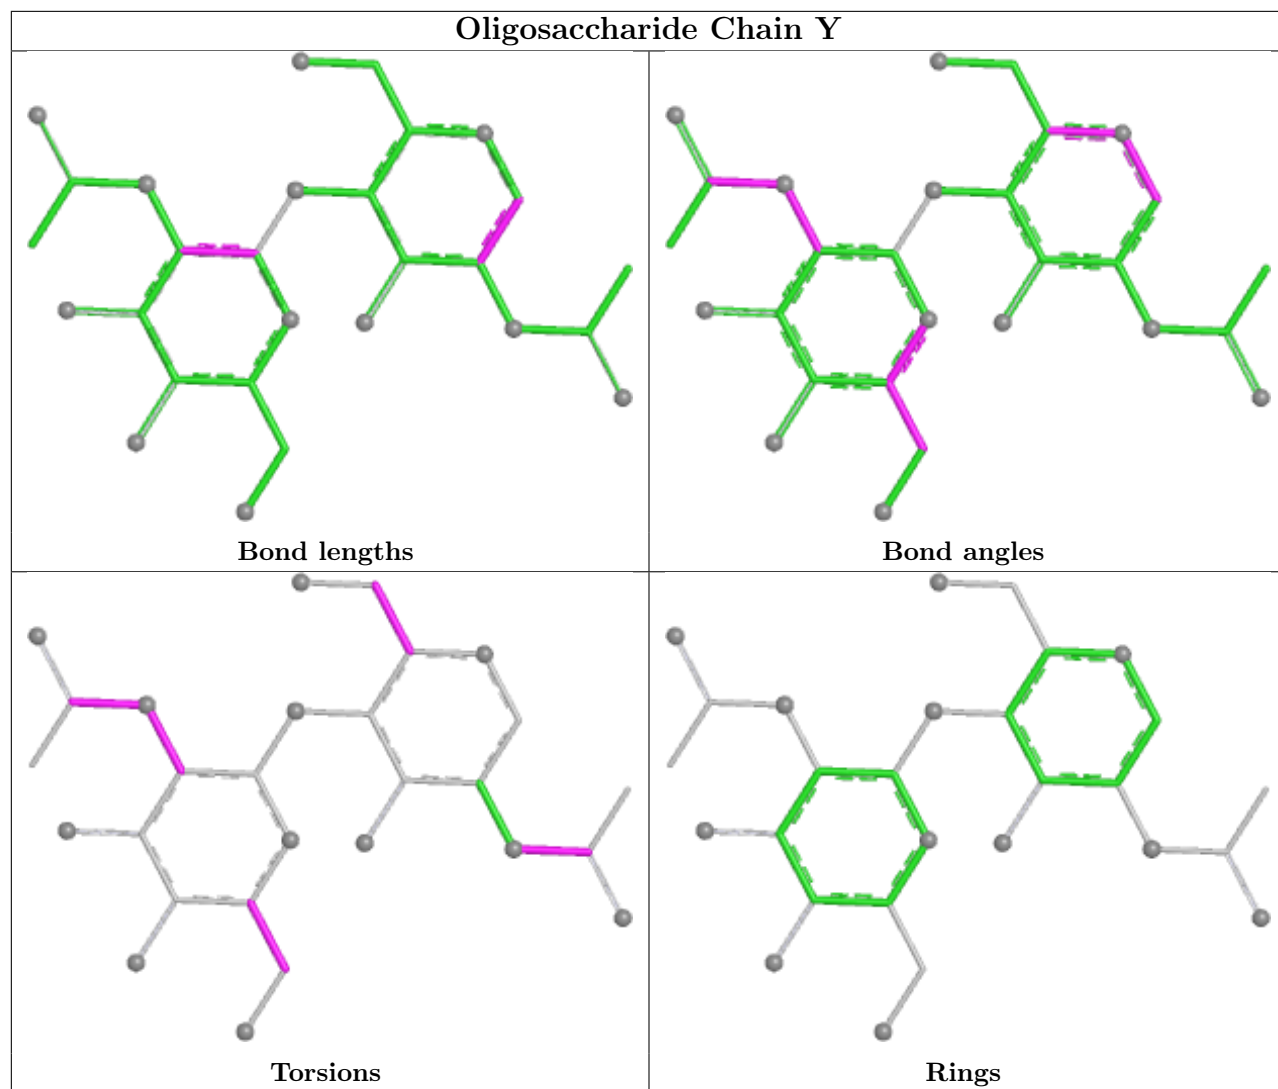 Oligosaccharide Chain Y
Bond lengths
Bond angles
Torsions
Rings